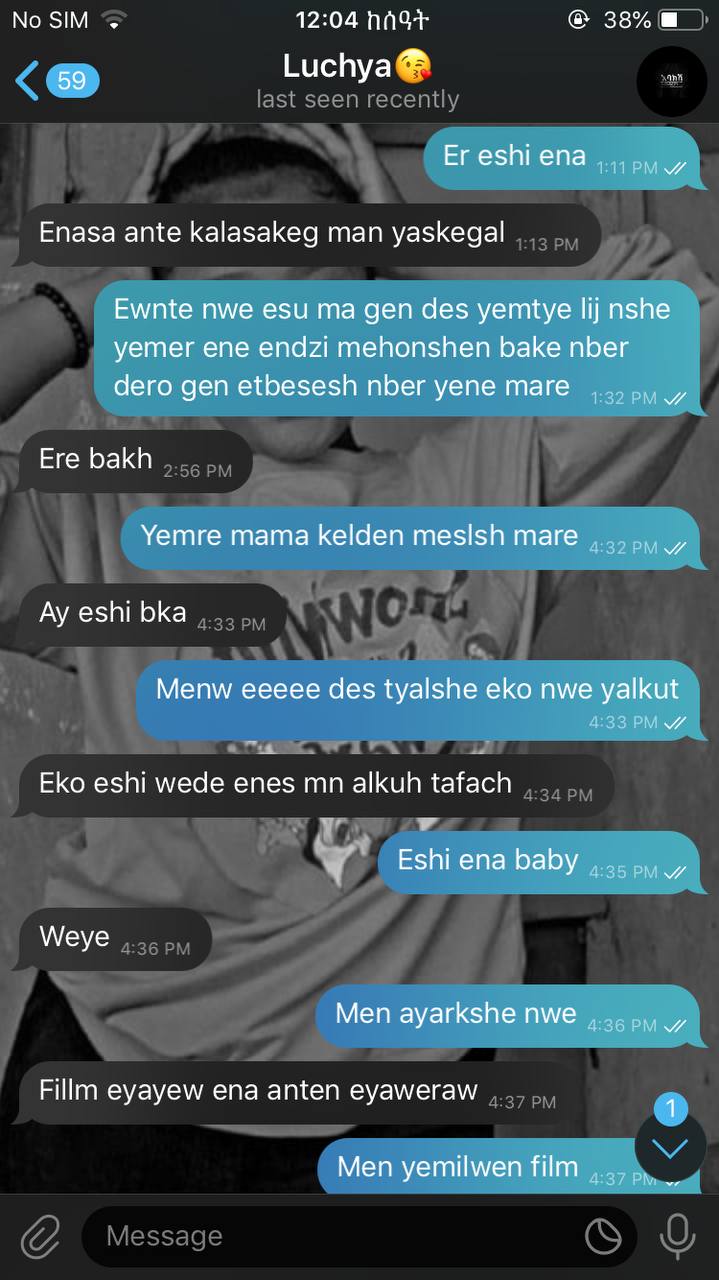 No SIM 12:04 ከሰዓት 38%
59 Luchya😘
last seen recently
Er eshi ena 1:11 PM
Enasa ante kalasakeg man yaskegal 1:13 PM
Ewnte nwe esu ma gen des yemtye lij nshe
yemer ene endzi mehonshen bake nber
dero gen etbesesh nber yene mare 1:32 PM
Ere bakh 2:56 PM
Yemre mama kelden meslsh mare 4:32 PM
Ay eshi bka 4:33 PM
Menw eeeee des tyalshe eko nwe yalkut
4:33 PM
Eko eshi wede enes mn alkuh tafach 4:34 PM
Eshi ena baby 4:35 PM
Weye 4:36 PM
Men ayarkshe nwe 4:36 PM
Fillm eyayew ena anten eyaweraw 4:37 PM
1
Men yemilwen film 4:37 PM
Message